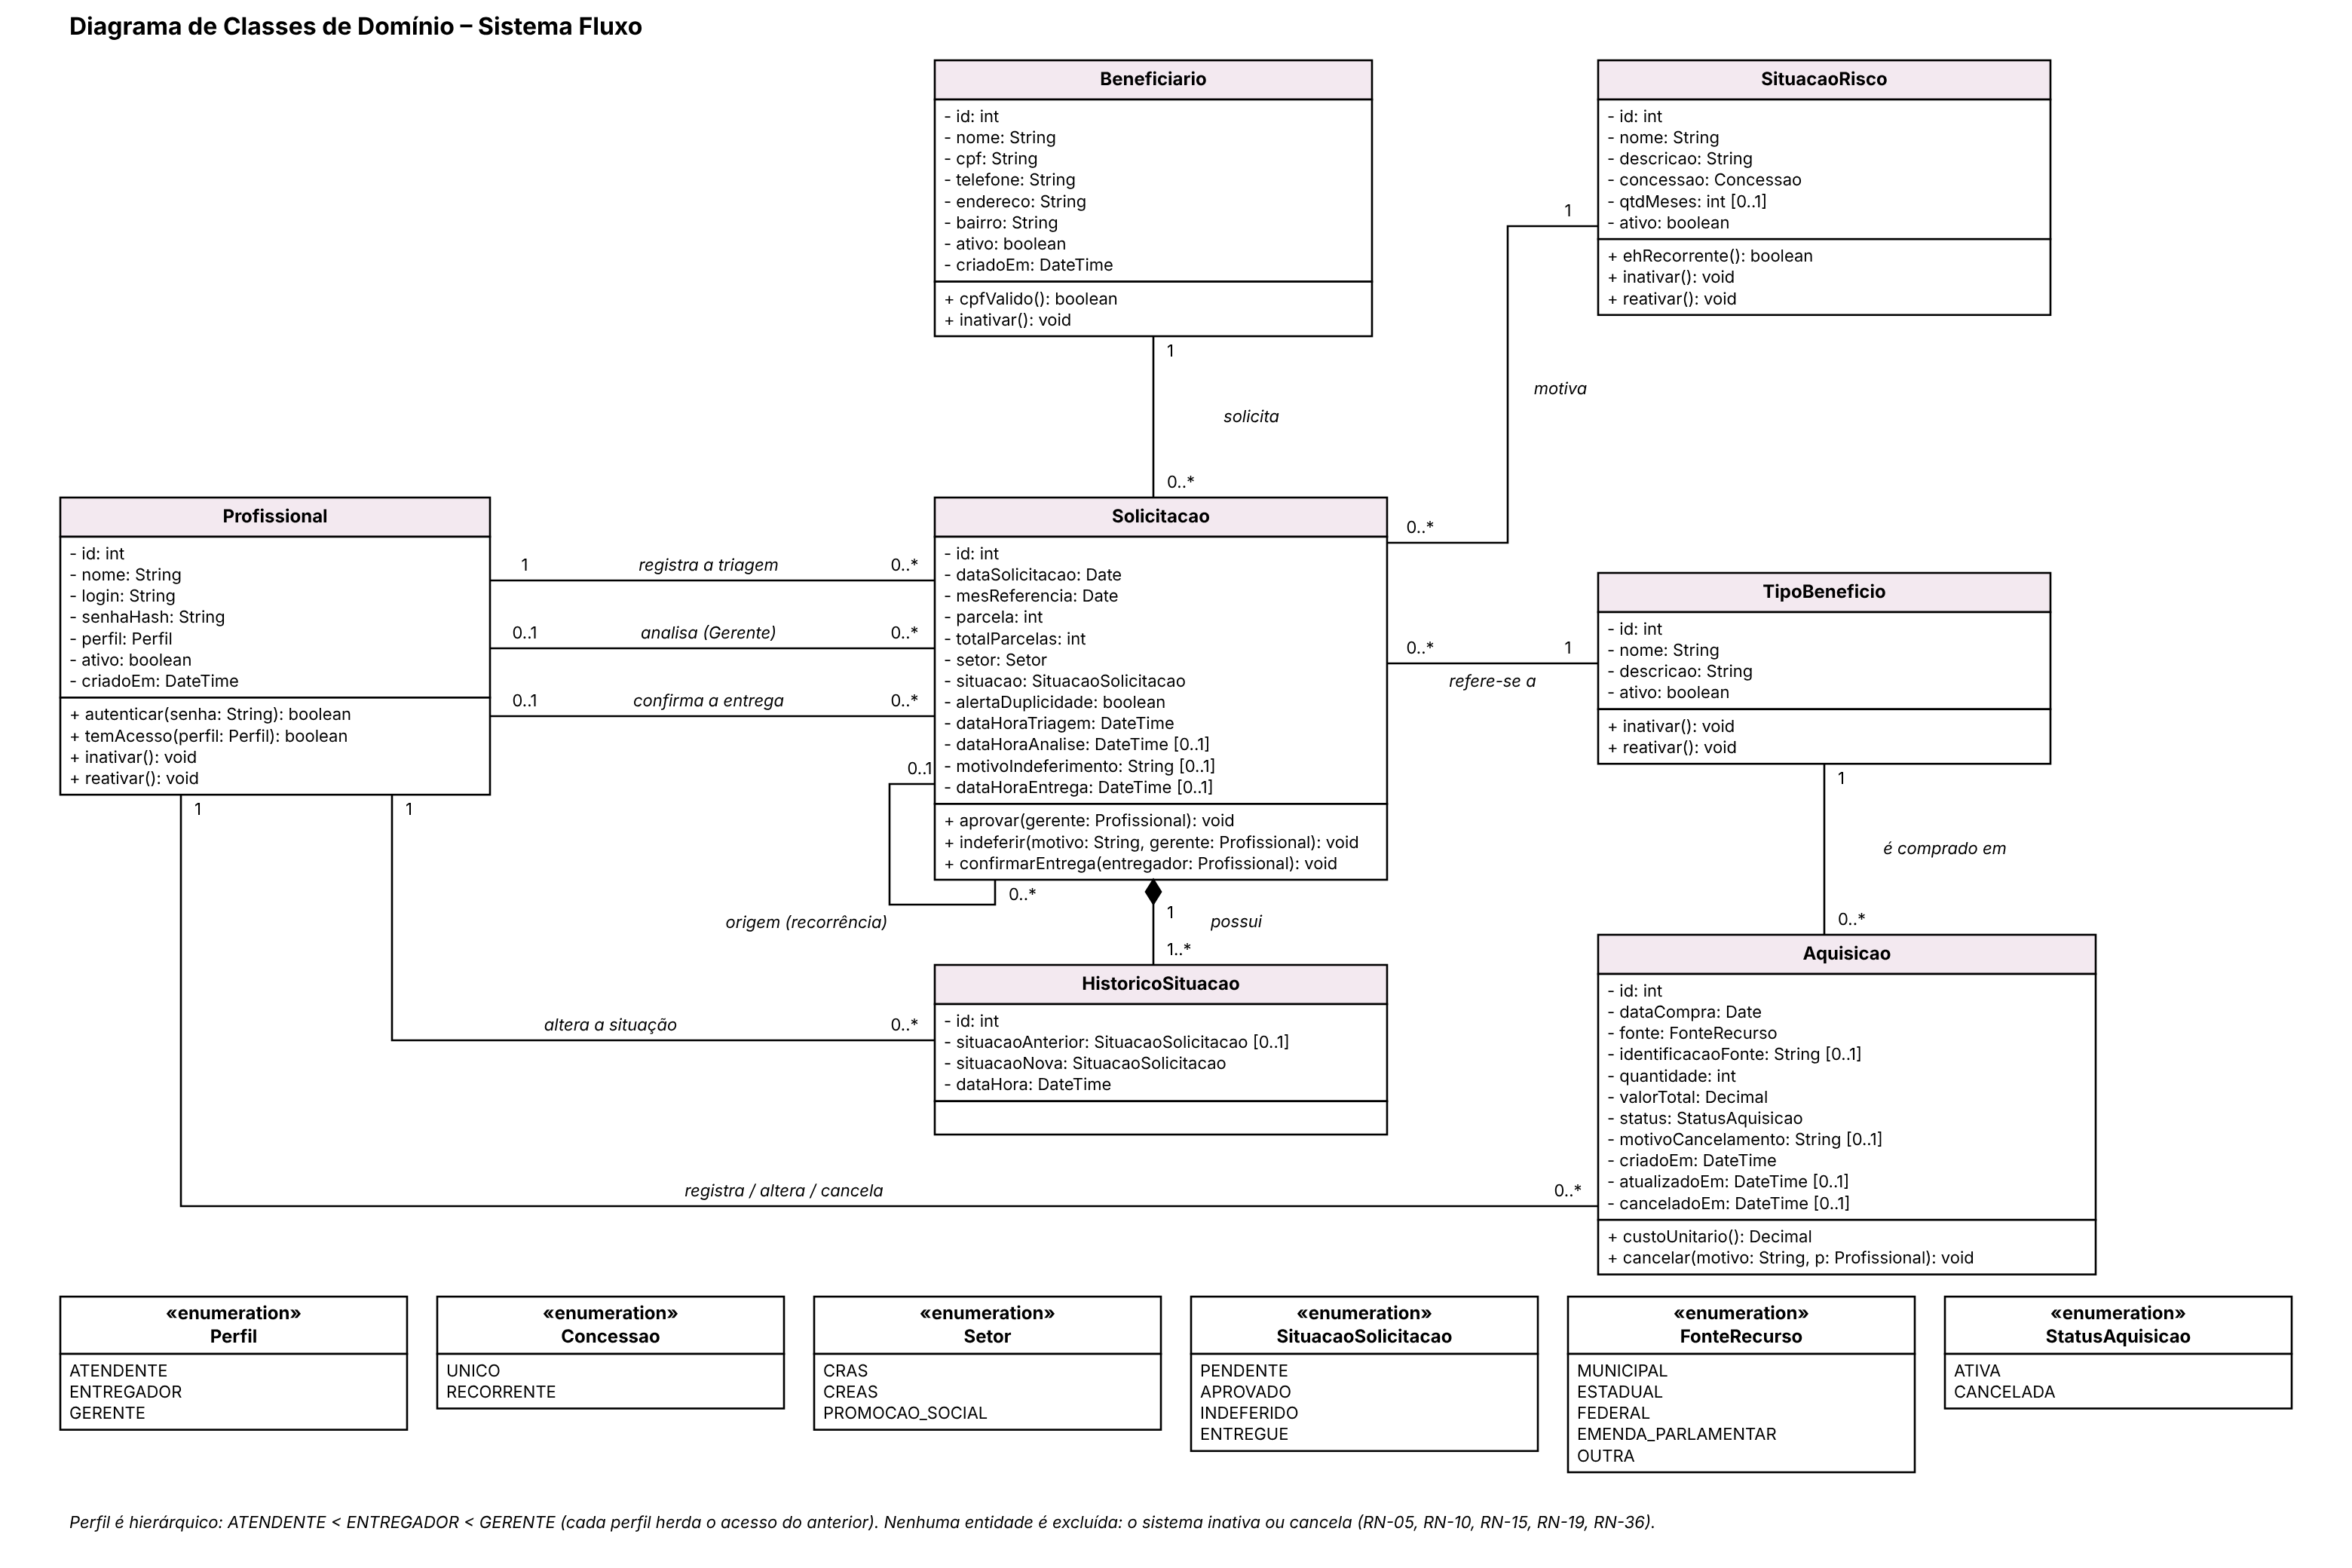 Diagrama de Classes de Domínio – Sistema Fluxo
Beneficiario
- id: int
- nome: String
- cpf: String
- telefone: String
- endereco: String
- bairro: String
- ativo: boolean
- criadoEm: DateTime
+ cpfValido(): boolean
+ inativar(): void
SituacaoRisco
- id: int
- nome: String
- descricao: String
- concessao: Concessao
- qtdMeses: int [0..1]
- ativo: boolean
+ ehRecorrente(): boolean
+ inativar(): void
+ reativar(): void
1
motiva
0..*
1
solicita
0..*
Profissional
- id: int
- nome: String
- login: String
- senhaHash: String
- perfil: Perfil
- ativo: boolean
- criadoEm: DateTime
+ autenticar(senha: String): boolean
+ temAcesso(perfil: Perfil): boolean
+ inativar(): void
+ reativar(): void
1 registra a triagem 0..*
0..1 analisa (Gerente) 0..*
0..1 confirma a entrega 0..*
Solicitacao
- id: int
- dataSolicitacao: Date
- mesReferencia: Date
- parcela: int
- totalParcelas: int
- setor: Setor
- situacao: SituacaoSolicitacao
- alertaDuplicidade: boolean
- dataHoraTriagem: DateTime
- dataHoraAnalise: DateTime [0..1]
- motivoIndeferimento: String [0..1]
- dataHoraEntrega: DateTime [0..1]
+ aprovar(gerente: Profissional): void
+ indeferir(motivo: String, gerente: Profissional): void
+ confirmarEntrega(entregador: Profissional): void
0..1
0..*
origem (recorrência)
0..* 1
refere-se a
TipoBeneficio
- id: int
- nome: String
- descricao: String
- ativo: boolean
+ inativar(): void
+ reativar(): void
1
é comprado em
0..*
1
possui
1..*
HistoricoSituacao
- id: int
- situacaoAnterior: SituacaoSolicitacao [0..1]
- situacaoNova: SituacaoSolicitacao
- dataHora: DateTime
1
altera a situação 0..*
1
registra / altera / cancela 0..*
Aquisicao
- id: int
- dataCompra: Date
- fonte: FonteRecurso
- identificacaoFonte: String [0..1]
- quantidade: int
- valorTotal: Decimal
- status: StatusAquisicao
- motivoCancelamento: String [0..1]
- criadoEm: DateTime
- atualizadoEm: DateTime [0..1]
- canceladoEm: DateTime [0..1]
+ custoUnitario(): Decimal
+ cancelar(motivo: String, p: Profissional): void
«enumeration»
Perfil
ATENDENTE
ENTREGADOR
GERENTE
«enumeration»
Concessao
UNICO
RECORRENTE
«enumeration»
Setor
CRAS
CREAS
PROMOCAO_SOCIAL
«enumeration»
SituacaoSolicitacao
PENDENTE
APROVADO
INDEFERIDO
ENTREGUE
«enumeration»
FonteRecurso
MUNICIPAL
ESTADUAL
FEDERAL
EMENDA_PARLAMENTAR
OUTRA
«enumeration»
StatusAquisicao
ATIVA
CANCELADA
Perfil é hierárquico: ATENDENTE < ENTREGADOR < GERENTE (cada perfil herda o acesso do anterior). Nenhuma entidade é excluída: o sistema inativa ou cancela (RN-05, RN-10, RN-15, RN-19, RN-36).